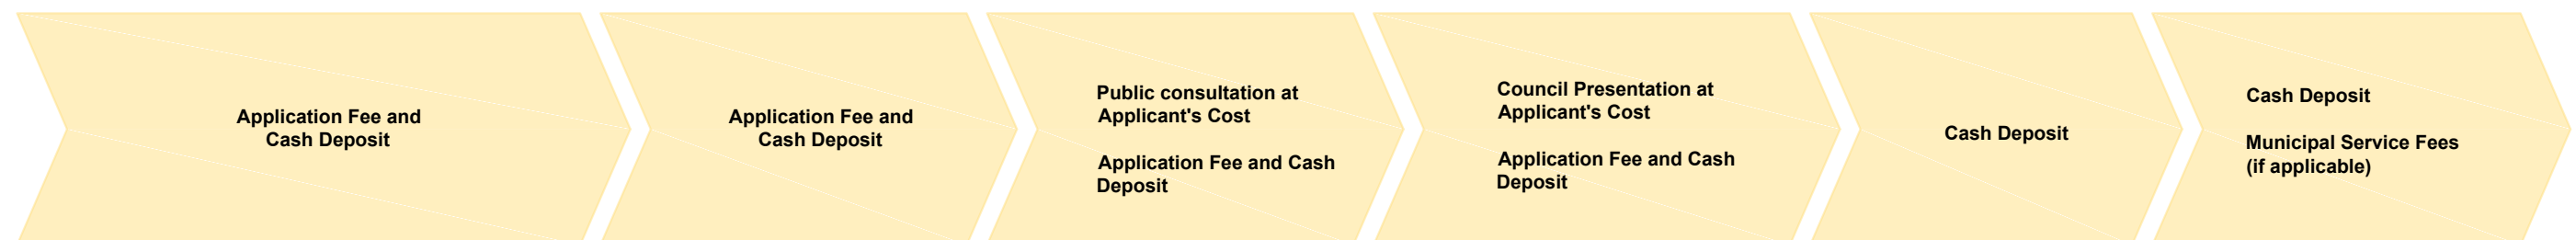 Application Fee and
Cash Deposit
Application Fee and
Cash Deposit
Public consultation at
Applicant's Cost
Application Fee and Cash
Deposit
Council Presentation at
Applicant's Cost
Application Fee and Cash
Deposit
Cash Deposit
Cash Deposit
Municipal Service Fees
(if applicable)